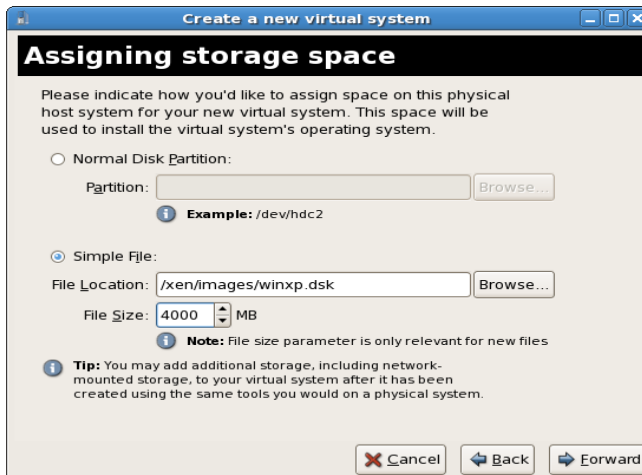 Create a new virtual system
Assigning storage space
Please indicate how you'd like to assign space on this physical
host system for your new virtual system. This space will be
used to install the virtual system's operating system.
Normal Disk Partition:
Partition:
Browse...
Example: /dev/hdc2
Simple File:
File Location: /xen/images/winxp.dsk Browse...
File Size: 4000 MB
Note: File size parameter is only relevant for new files
Tip: You may add additional storage, including network-
mounted storage, to your virtual system after it has been
created using the same tools you would on a physical system.
Cancel Back Forward